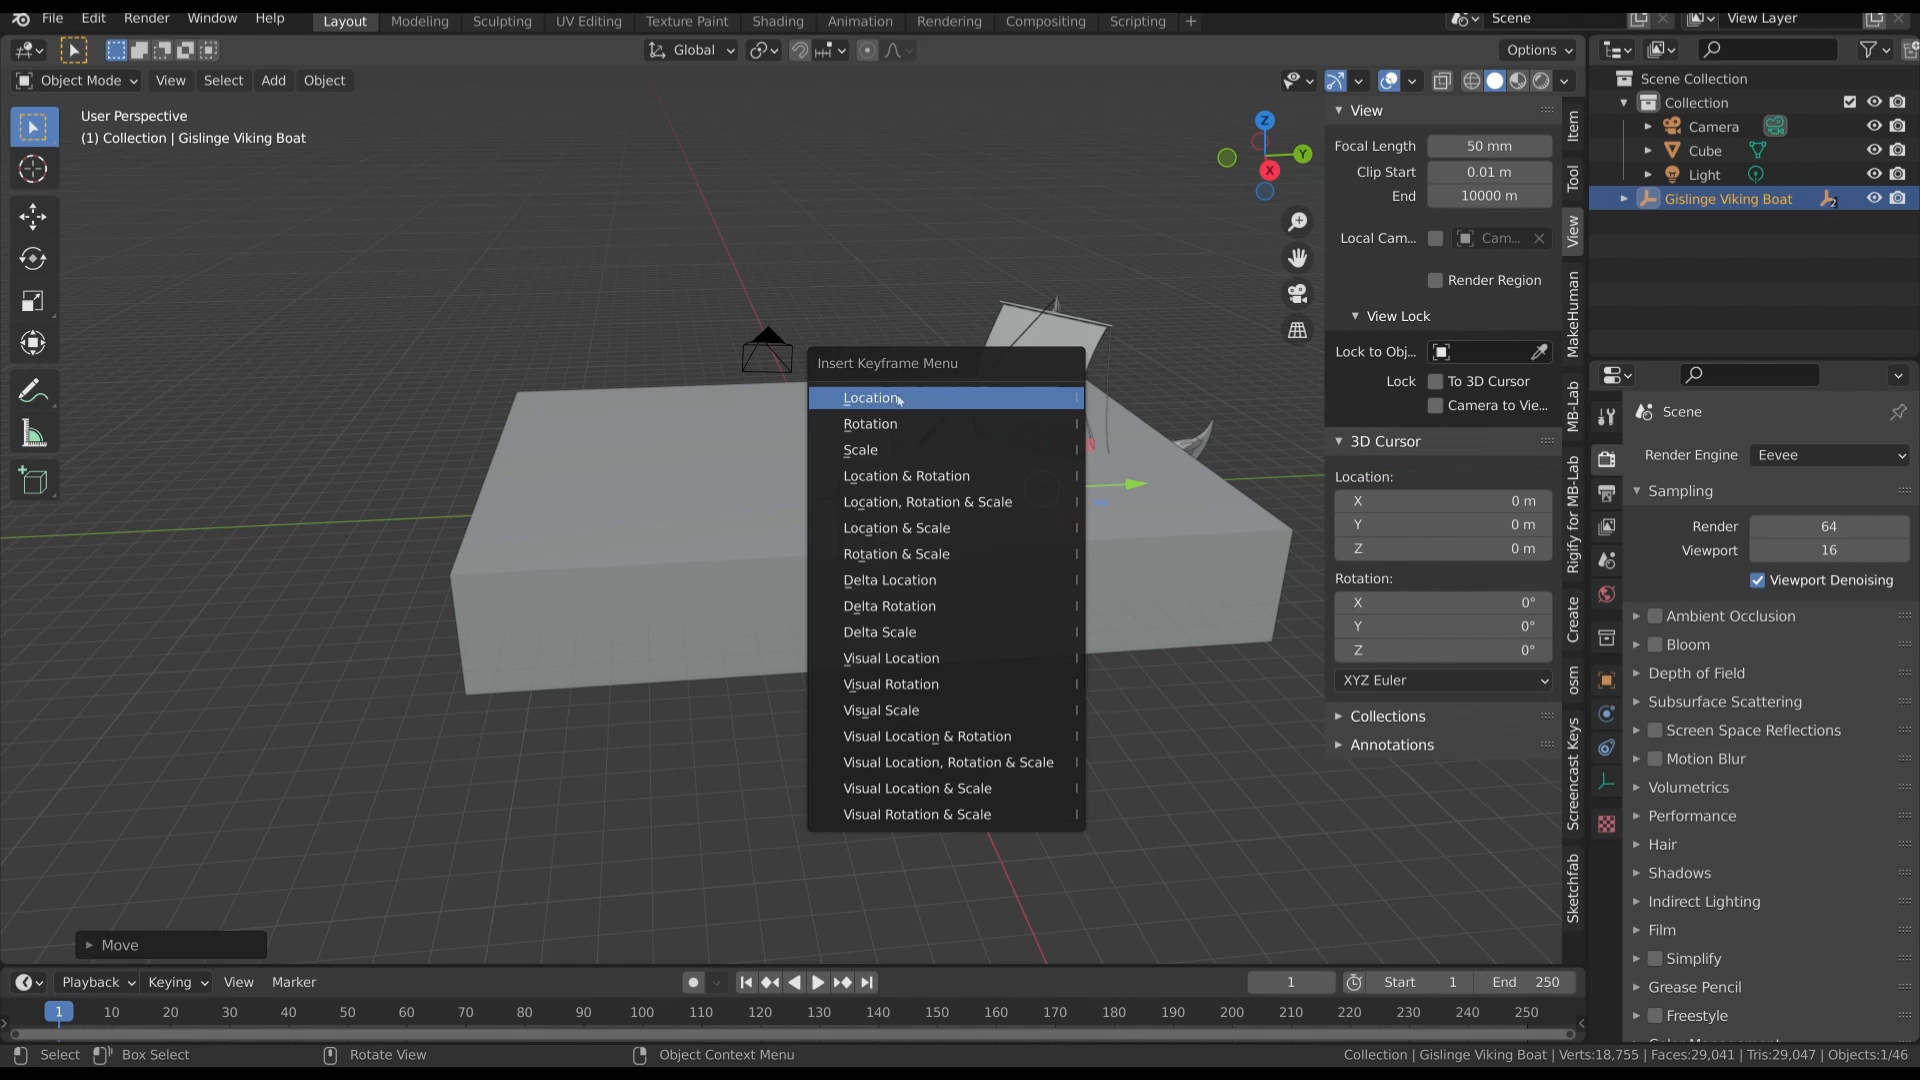 File Edit Render Window Help Layout Modeling Sculpting UV Editing Texture Paint Shading Animation Rendering Compositing Scripting + Scene View Layer
Global Options
Object Mode View Select Add Object
User Perspective
(1) Collection | Gislinge Viking Boat
Z
Y
X
View
Focal Length 50 mm
Clip Start 0.01 m
End 10000 m
Local Cam... Cam...
Render Region
View Lock
Lock to Obj...
Lock To 3D Cursor
Camera to Vie...
3D Cursor
Location:
X 0 m
Y 0 m
Z 0 m
Rotation:
X 0°
Y 0°
Z 0°
XYZ Euler
Collections
Annotations
Item
Tool
View
MakeHuman
MB-Lab
Rigify for MB-Lab
Create
osm
Screencast Keys
Sketchfab
Insert Keyframe Menu
Location I
Rotation I
Scale I
Location & Rotation I
Location, Rotation & Scale I
Location & Scale I
Rotation & Scale I
Delta Location I
Delta Rotation I
Delta Scale I
Visual Location I
Visual Rotation I
Visual Scale I
Visual Location & Rotation I
Visual Location, Rotation & Scale I
Visual Location & Scale I
Visual Rotation & Scale I
Move
Scene Collection
Collection
Camera
Cube
Light
Gislinge Viking Boat 2
Scene
Render Engine Eevee
Sampling
Render 64
Viewport 16
Viewport Denoising
Ambient Occlusion
Bloom
Depth of Field
Subsurface Scattering
Screen Space Reflections
Motion Blur
Volumetrics
Performance
Hair
Shadows
Indirect Lighting
Film
Simplify
Grease Pencil
Freestyle
Color Management
Playback Keying View Marker 1 Start 1 End 250
1 10 20 30 40 50 60 70 80 90 100 110 120 130 140 150 160 170 180 190 200 210 220 230 240 250
Select Box Select Rotate View Object Context Menu Collection | Gislinge Viking Boat | Verts:18,755 | Faces:29,041 | Tris:29,047 | Objects:1/46